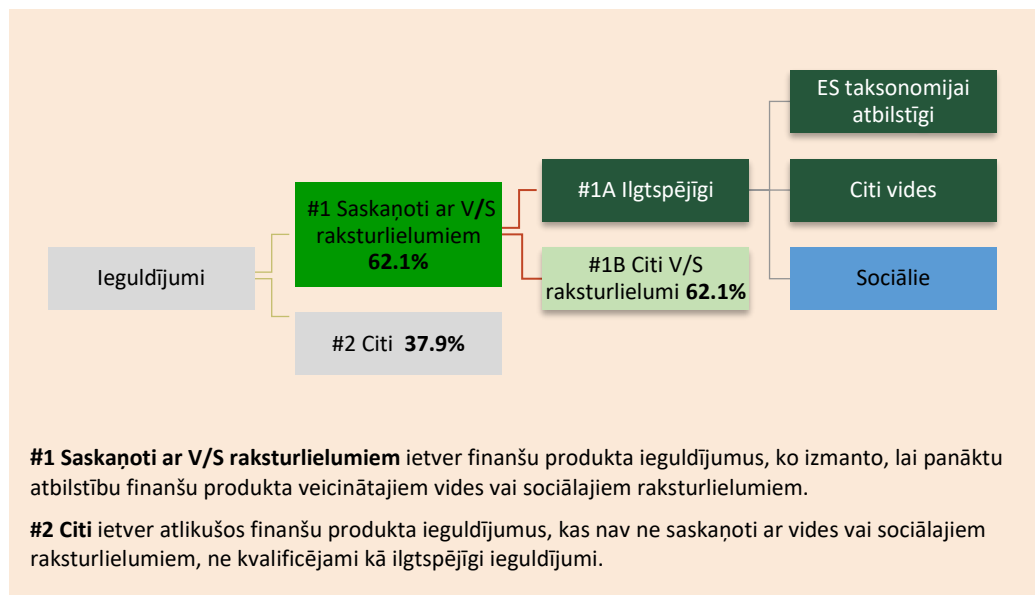 ES taksonomijai
atbilstīgi
#1A Ilgtspējīgi
Citi vides
#1 Saskaņoti ar V/S
raksturlielumiem
62.1%
Ieguldījumi
#1B Citi V/S
raksturlielumi 62.1%
Sociālie
#2 Citi 37.9%
#1 Saskaņoti ar V/S raksturlielumiem ietver finanšu produkta ieguldījumus, ko izmanto, lai panāktu
atbilstību finanšu produkta veicinātajiem vides vai sociālajiem raksturlielumiem.
#2 Citi ietver atlikušos finanšu produkta ieguldījumus, kas nav ne saskaņoti ar vides vai sociālajiem
raksturlielumiem, ne kvalificējami kā ilgtspējīgi ieguldījumi.